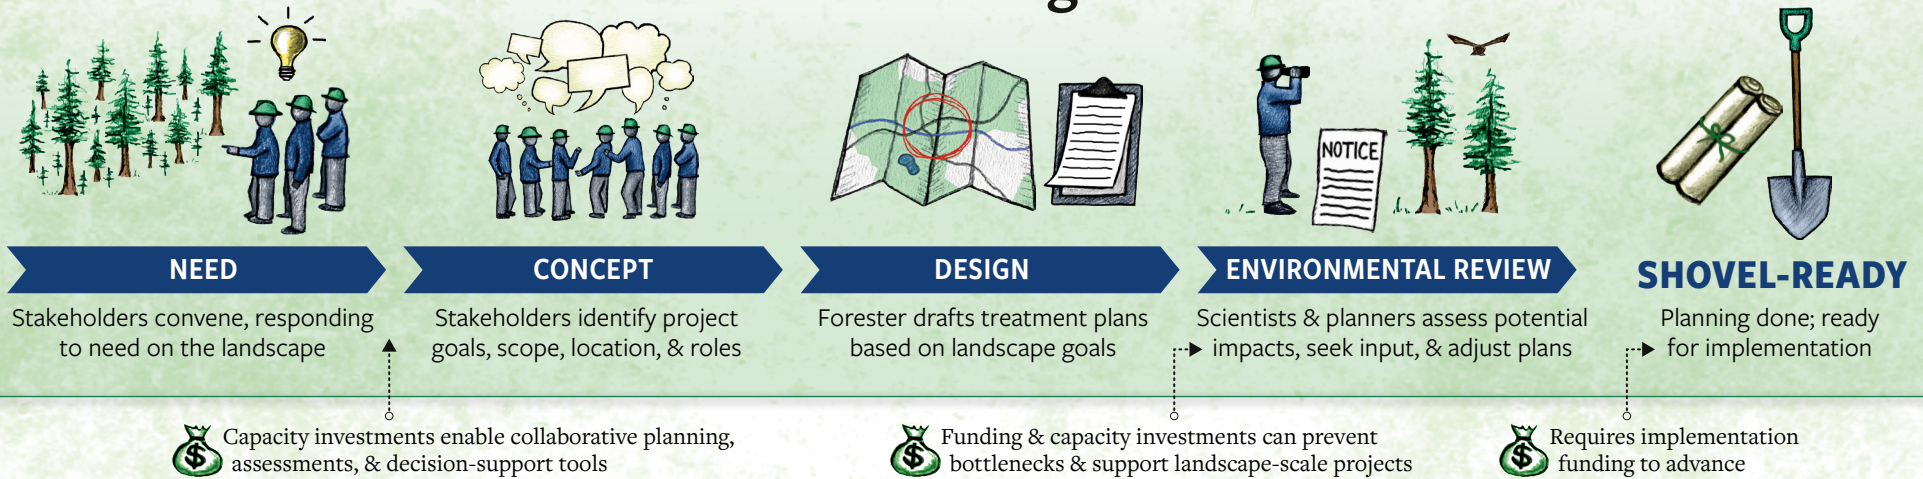 NOTICE
NEED
Stakeholders convene, responding
to need on the landscape
CONCEPT
Stakeholders identify project
goals, scope, location, & roles
DESIGN
Forester drafts treatment plans
based on landscape goals
ENVIRONMENTAL REVIEW
Scientists & planners assess potential
impacts, seek input, & adjust plans
SHOVEL-READY
Planning done; ready
for implementation
$ Capacity investments enable collaborative planning,
assessments, & decision-support tools
$ Funding & capacity investments can prevent
bottlenecks & support landscape-scale projects
$ Requires implementation
funding to advance